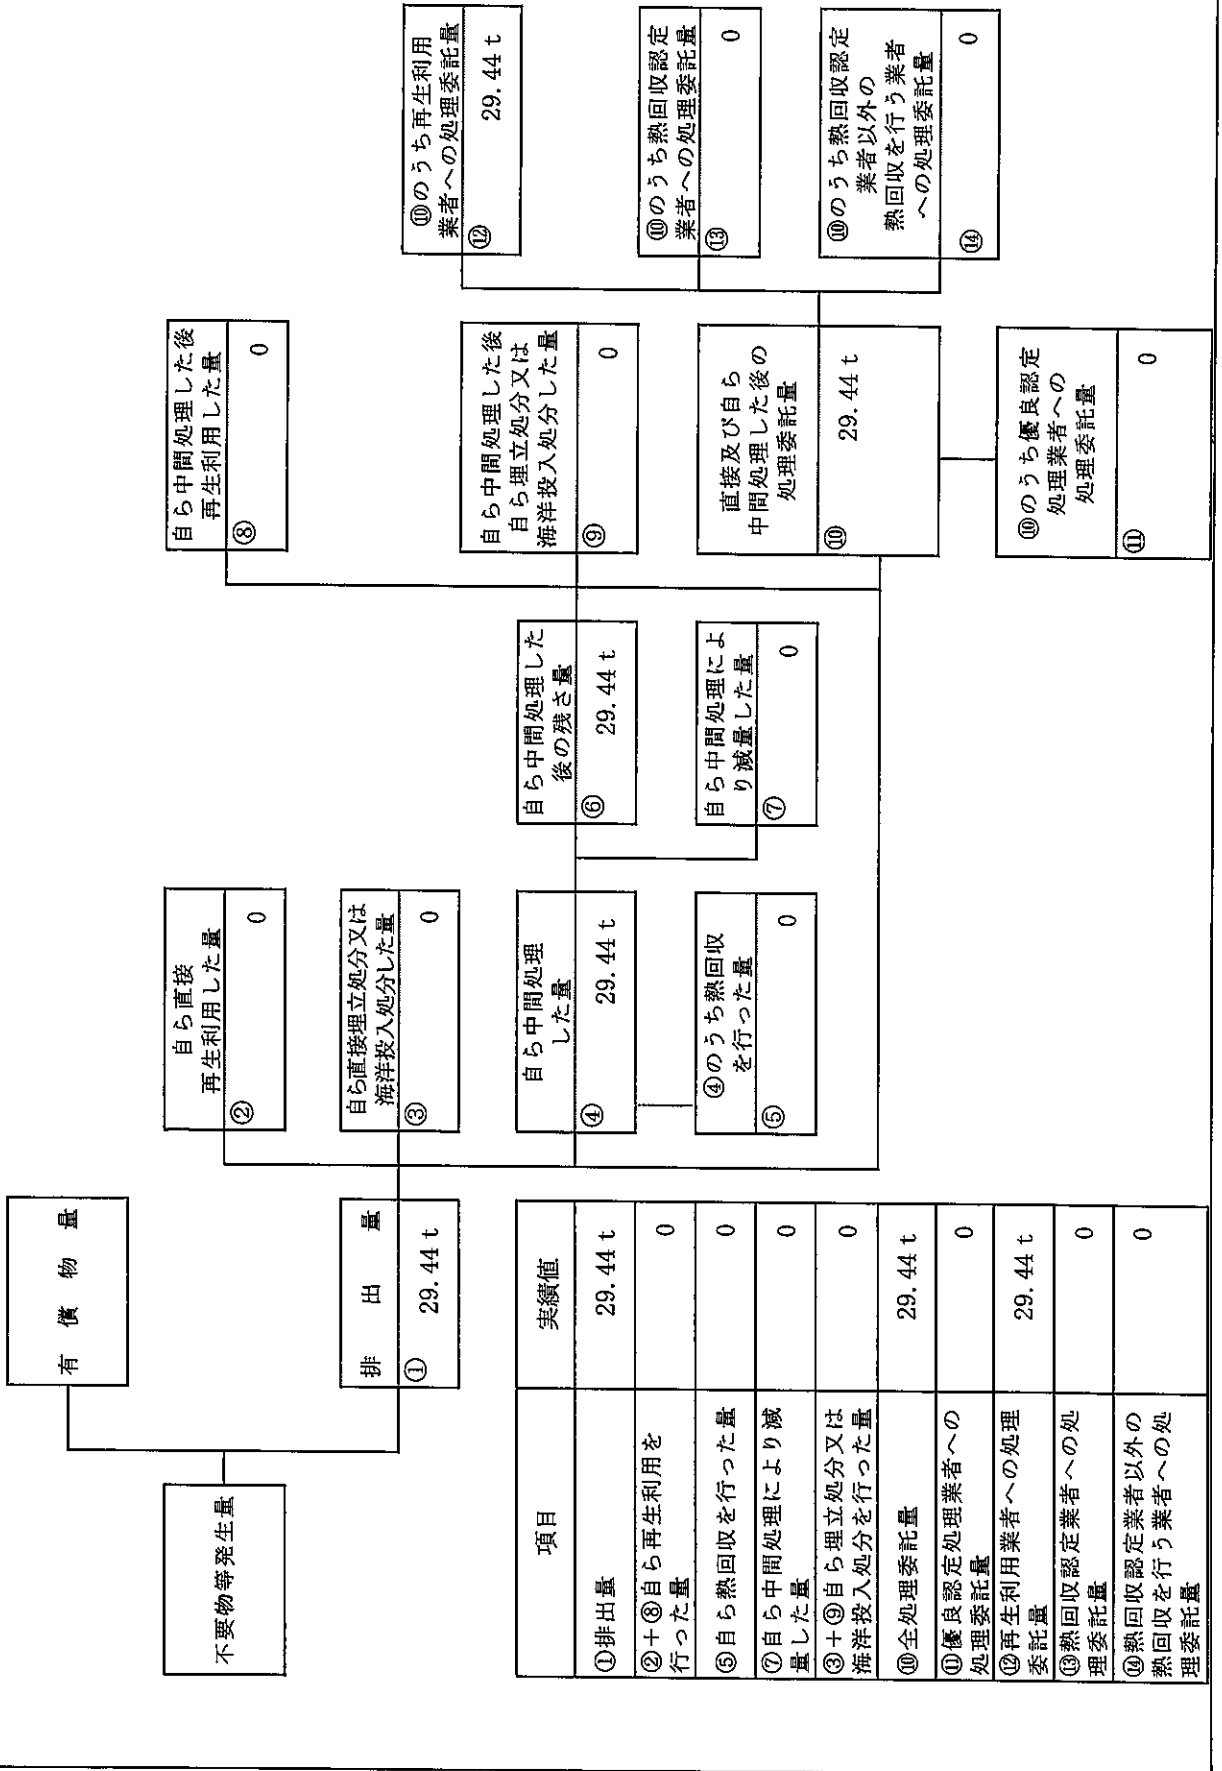 不要物等発生量
有償物量
排出量
① 29.44 t
自ら直接
再生利用した量
② 0
自ら直接埋立処分又は
海洋投入処分した量
③ 0
自ら中間処理
した量
④ 29.44 t
④のうち熱回収
を行った量
⑤ 0
自ら中間処理した
後の残さ量
⑥ 29.44 t
自ら中間処理によ
り減量した量
⑦ 0
自ら中間処理した後
再生利用した量
⑧ 0
自ら中間処理した後
自ら埋立処分又は
海洋投入処分した量
⑨ 0
直接及び自ら
中間処理した後の
処理委託量
⑩ 29.44 t
⑩のうち優良認定
処理業者への
処理委託量
⑪ 0
⑩のうち再生利用
業者への処理委託量
⑫ 29.44 t
⑩のうち熱回収認定
業者への処理委託量
⑬ 0
⑩のうち熱回収認定
業者以外の
熱回収を行う業者
への処理委託量
⑭ 0
項目 実績値
①排出量 29.44 t
②+⑧自ら再生利用を
行った量 0
⑤自ら熱回収を行った量 0
⑦自ら中間処理により減
量した量 0
③+⑨自ら埋立処分又は
海洋投入処分を行った量 0
⑩全処理委託量 29.44 t
⑪優良認定処理業者への
処理委託量 0
⑫再生利用業者への処理
委託量 29.44 t
⑬熱回収認定業者への処
理委託量 0
⑭熱回収認定業者以外の
熱回収を行う業者への処
理委託量 0